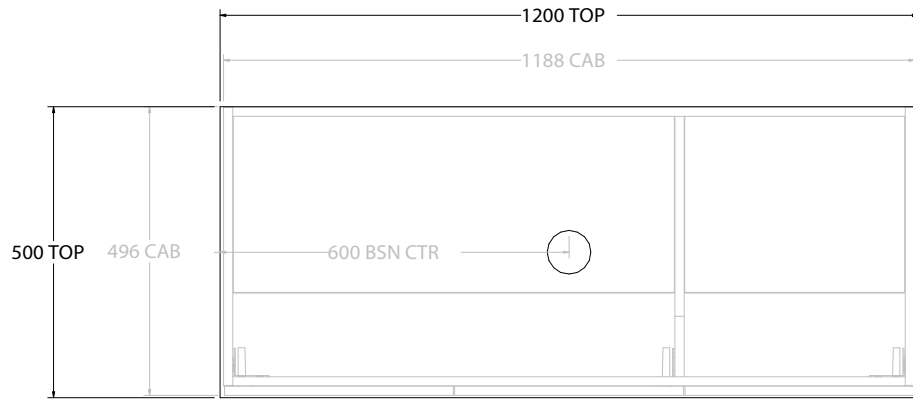 1200 TOP
1188 CAB
500 TOP
496 CAB
600 BSN CTR